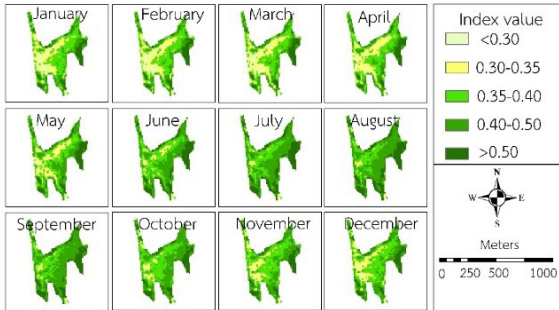 January
February
March
April
May
June
July
August
September
October
November
December
Index value
<0.30
0.30-0.35
0.35-0.40
0.40-0.50
>0.50
N
W E
S
Meters
0 250 500 1000